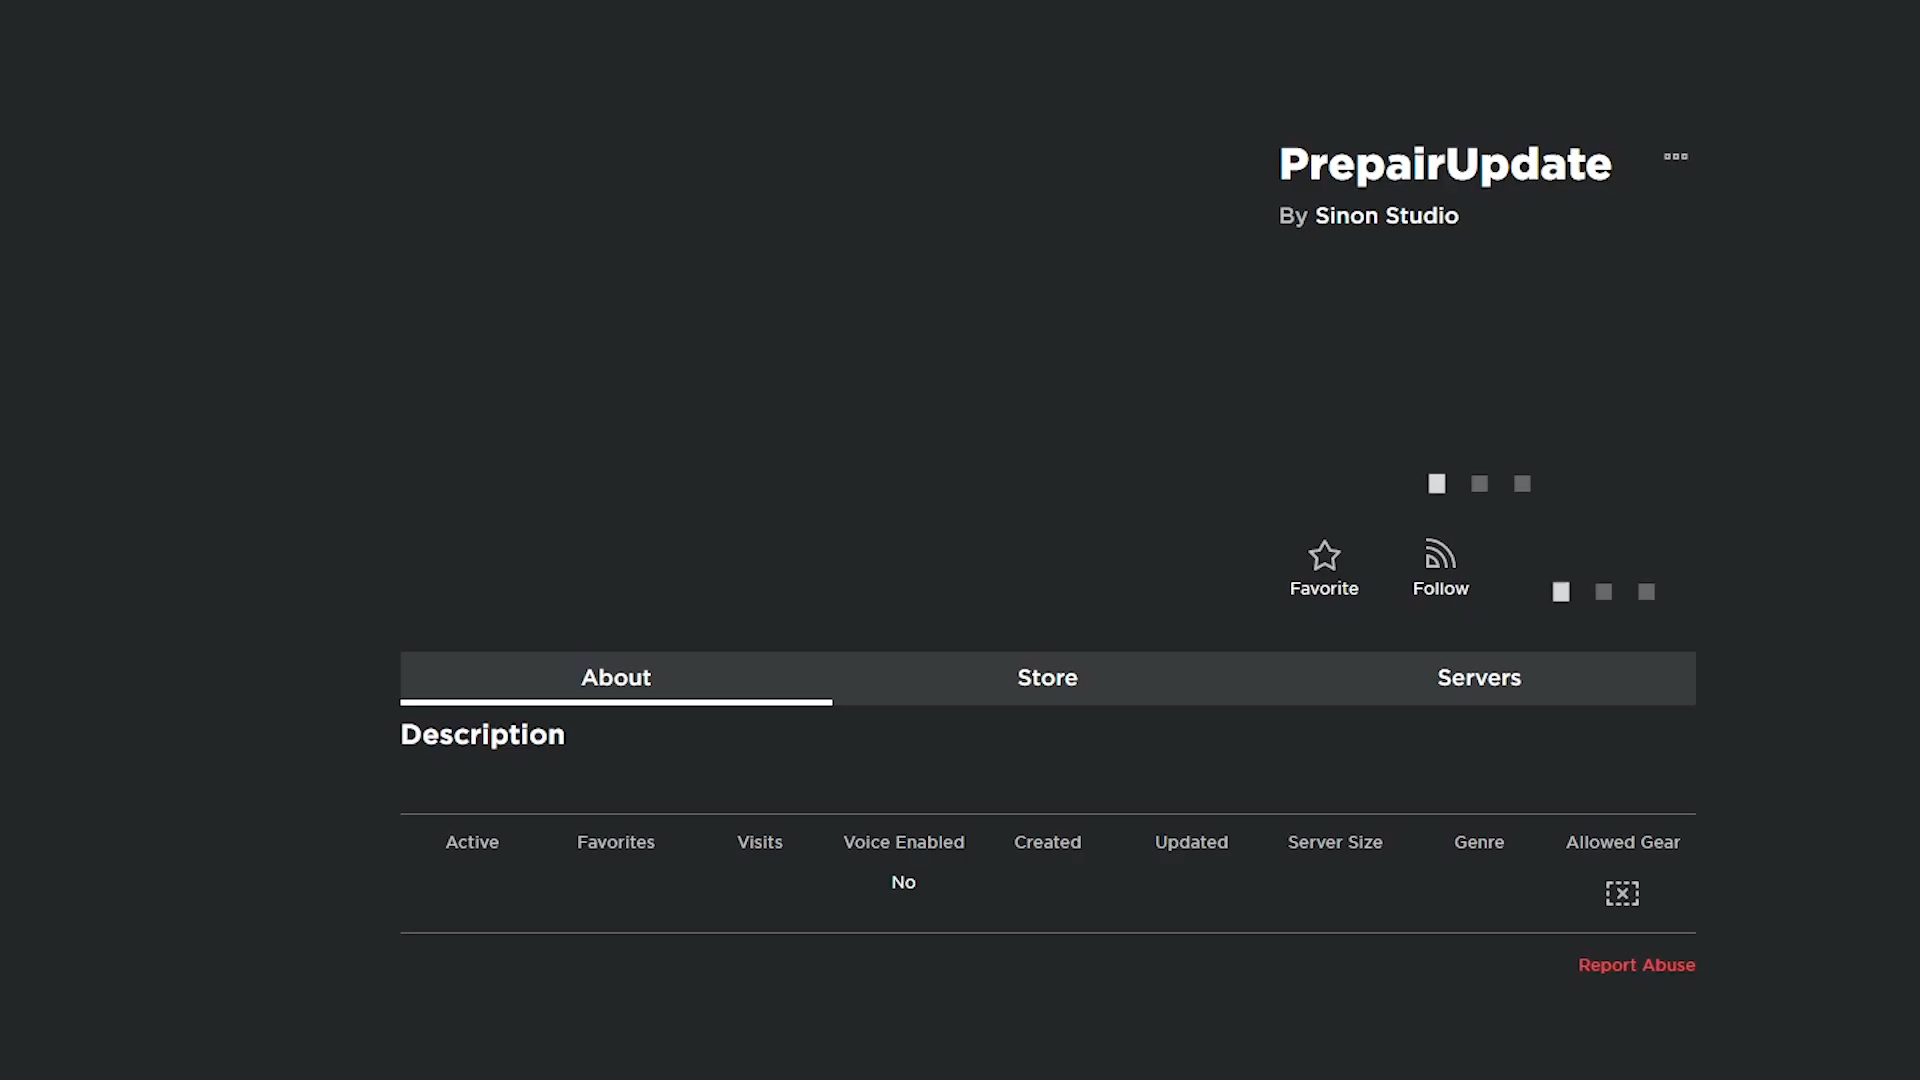 PrepairUpdate
By Sinon Studio
Favorite
Follow
About
Store
Servers
Description
Active
Favorites
Visits
Voice Enabled
Created
Updated
Server Size
Genre
Allowed Gear
No
Report Abuse